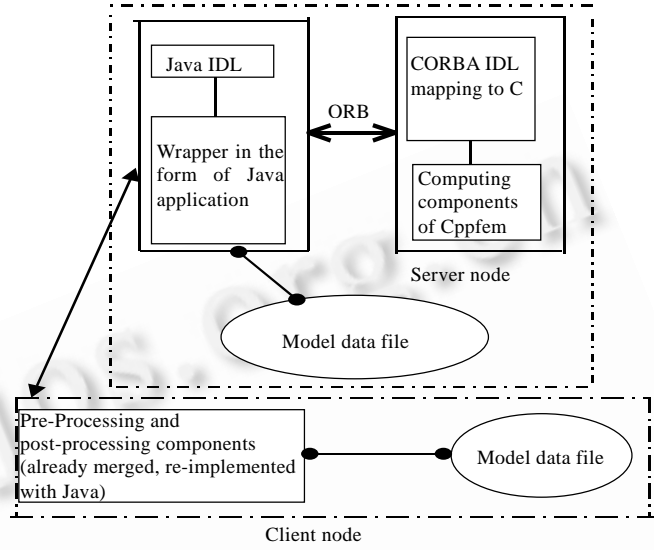 Java IDL
Wrapper in the
form of Java
application
ORB
CORBA IDL
mapping to C
Computing
components
of Cppfem
Server node
Model data file
Pre-Processing and
post-processing components
(already merged, re-implemented
with Java)
Model data file
Client node